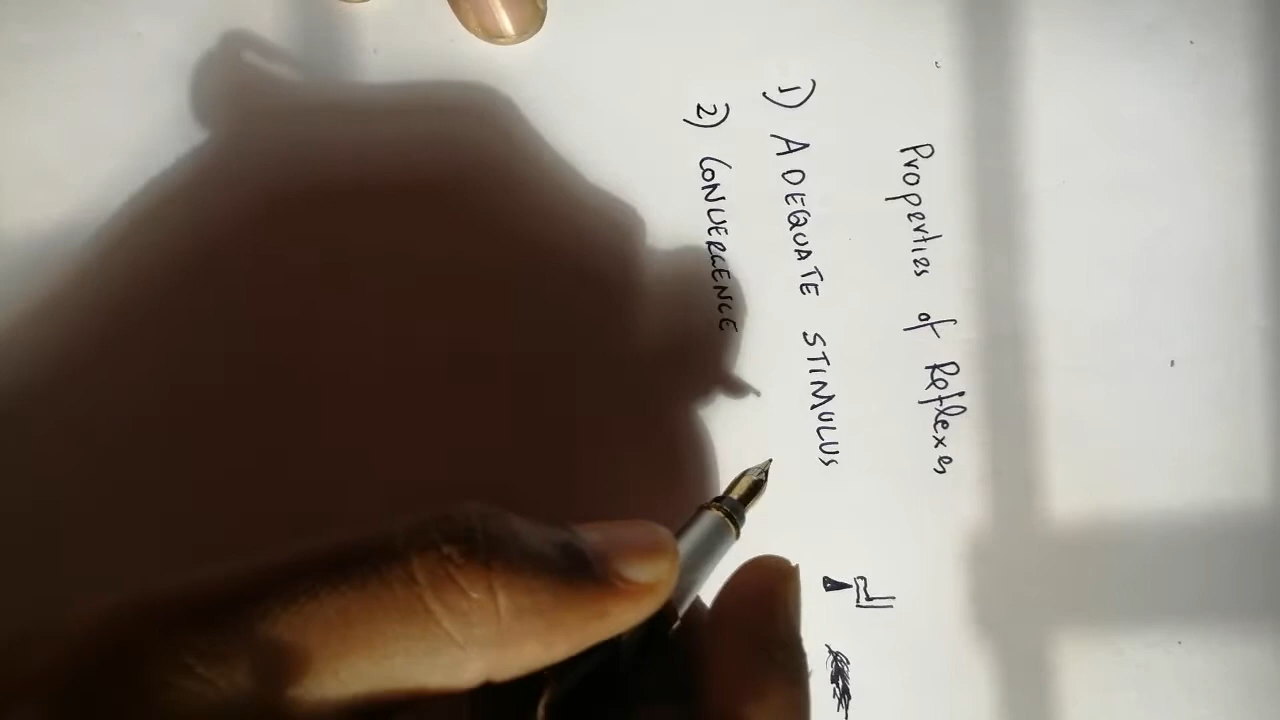 Properties of Reflexes
1) ADEQUATE STIMULUS
2) CONVERGENCE